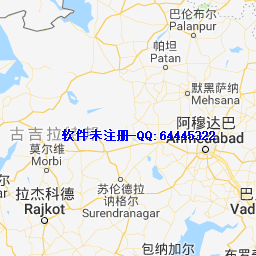 巴伦布尔
Palanpur
帕坦
Patan
默黑萨纳
Mehsana
古吉拉
阿穆达巴
软件未注册-QQ:64445322
Ahmedabad
莫尔维
Morbi
苏伦德拉
讷格尔
Surendranagar
拉杰科德
Rajkot
巴
Vad
包纳加尔
布罗